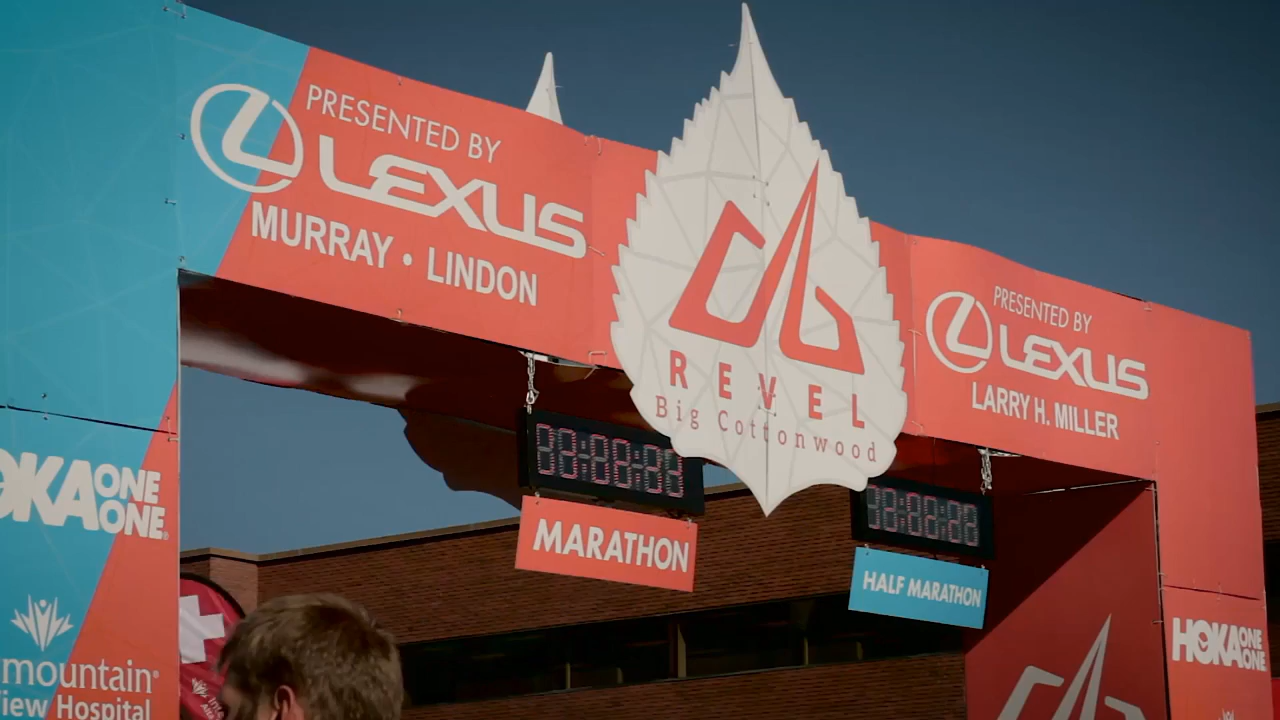 PRESENTED BY
LEXUS
MURRAY • LINDON
REVEL
Big Cottonwood
PRESENTED BY
LEXUS
LARRY H. MILLER
MARATHON
HALF MARATHON
HOKA ONE ONE
mountain
View Hospital
HOKA ONE ONE